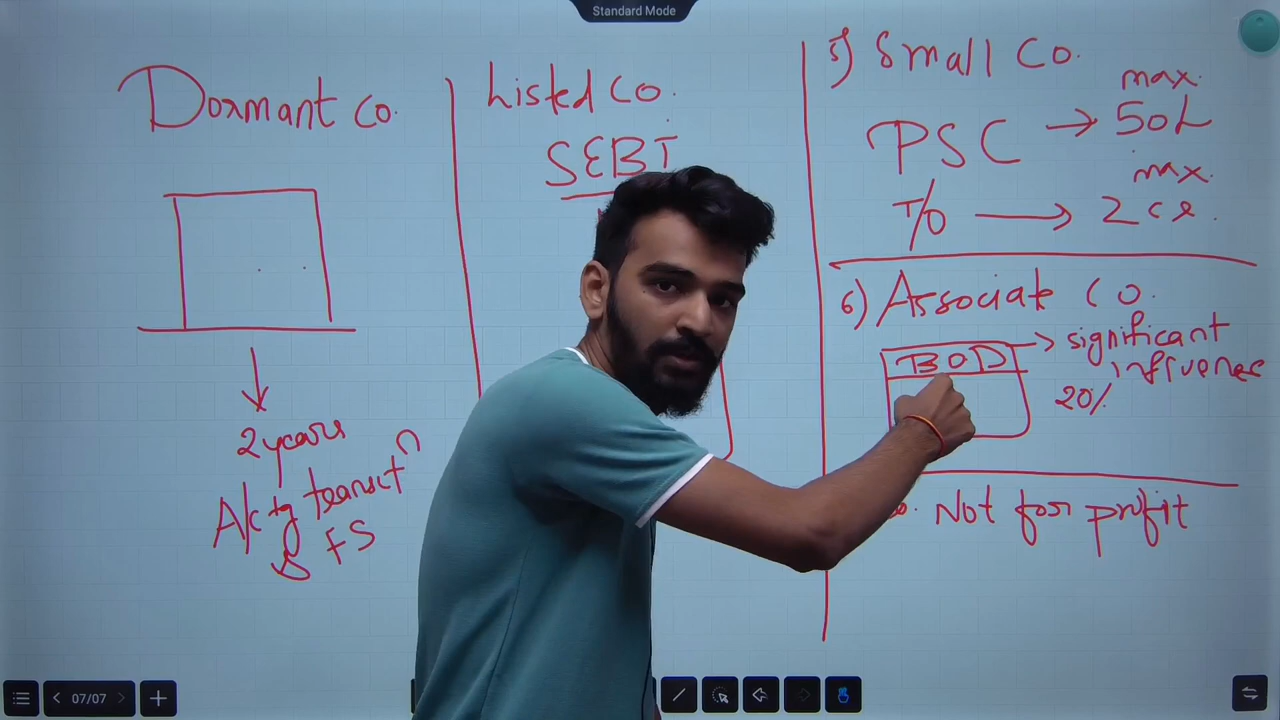 Standard Mode
Dormant co.
2 years
A/c tg transctn
& FS
Listed co.
SEBI
5) Small Co.
PSC → max 50L
T/O → max. 2 cr.
6) Associate Co.
BOD → significant
influence
20%
Not for profit
07/07